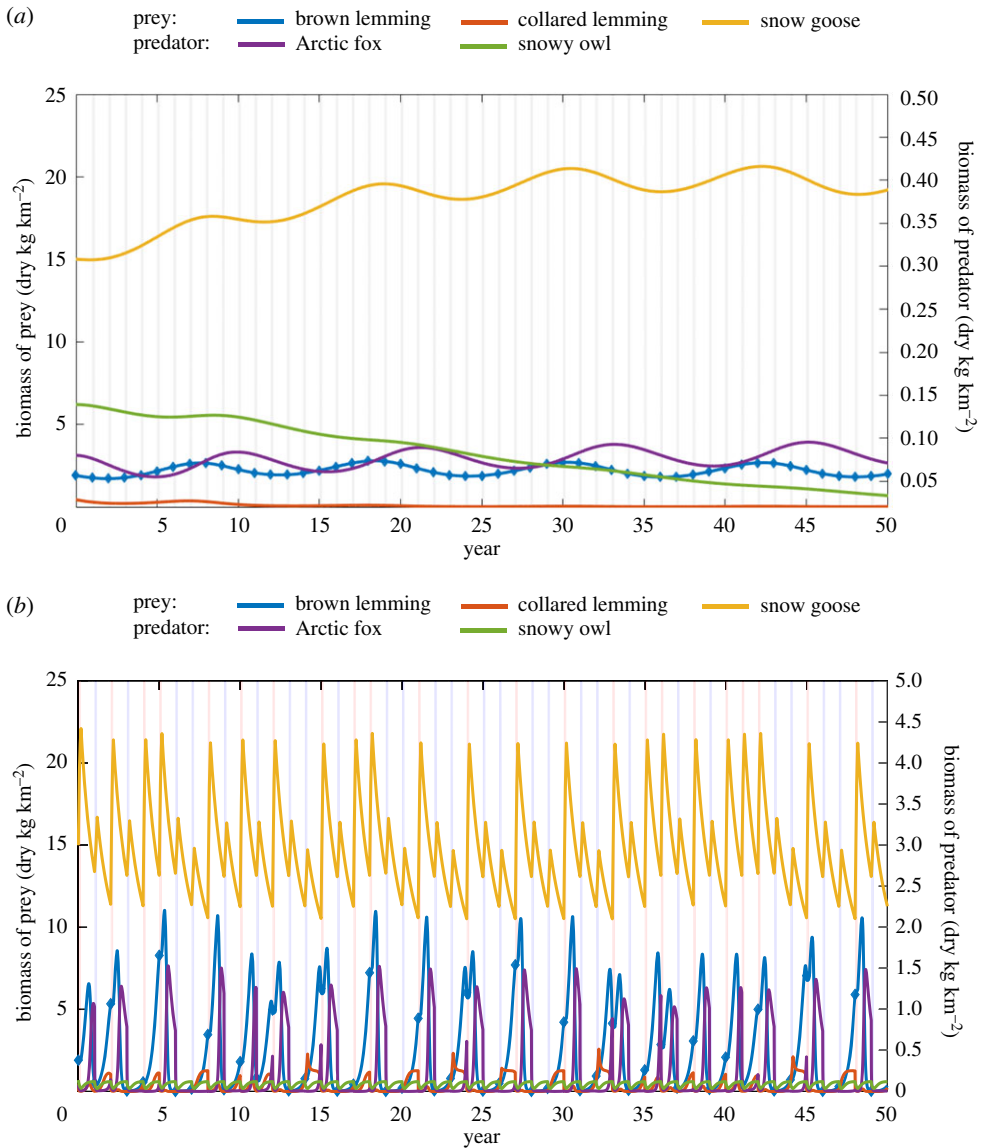 (a)
prey: brown lemming collared lemming snow goose
predator: Arctic fox snowy owl
25
20
15
10
5
0
biomass of prey (dry kg km−2)
0.50
0.45
0.40
0.35
0.30
0.25
0.20
0.15
0.10
0.05
biomass of predator (dry kg km−2)
5 10 15 20 25 30 35 40 45 50
year
(b)
prey: brown lemming collared lemming snow goose
predator: Arctic fox snowy owl
25
20
15
10
5
0
biomass of prey (dry kg km−2)
5.0
4.5
4.0
3.5
3.0
2.5
2.0
1.5
1.0
0.5
0
biomass of predator (dry kg km−2)
5 10 15 20 25 30 35 40 45 50
year